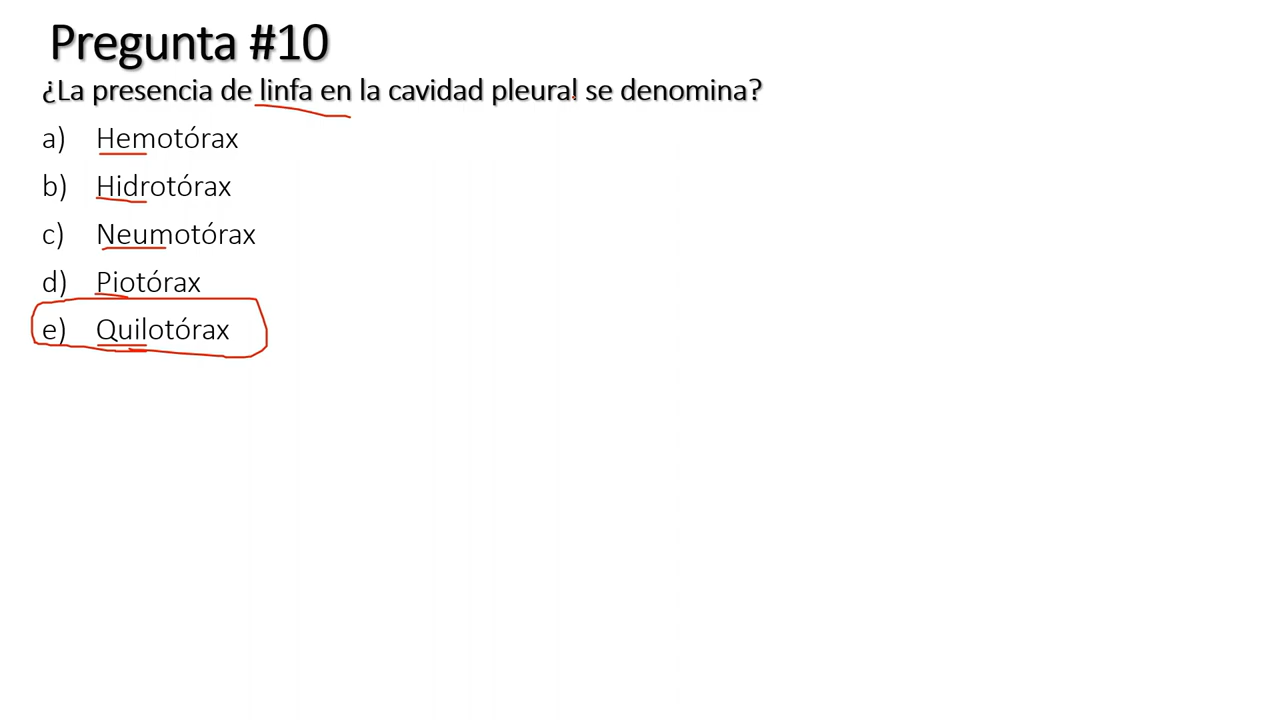 Pregunta #10
¿La presencia de linfa en la cavidad pleural se denomina?
a) Hemotórax
b) Hidrotórax
c) Neumotórax
d) Piotórax
e) Quilotórax